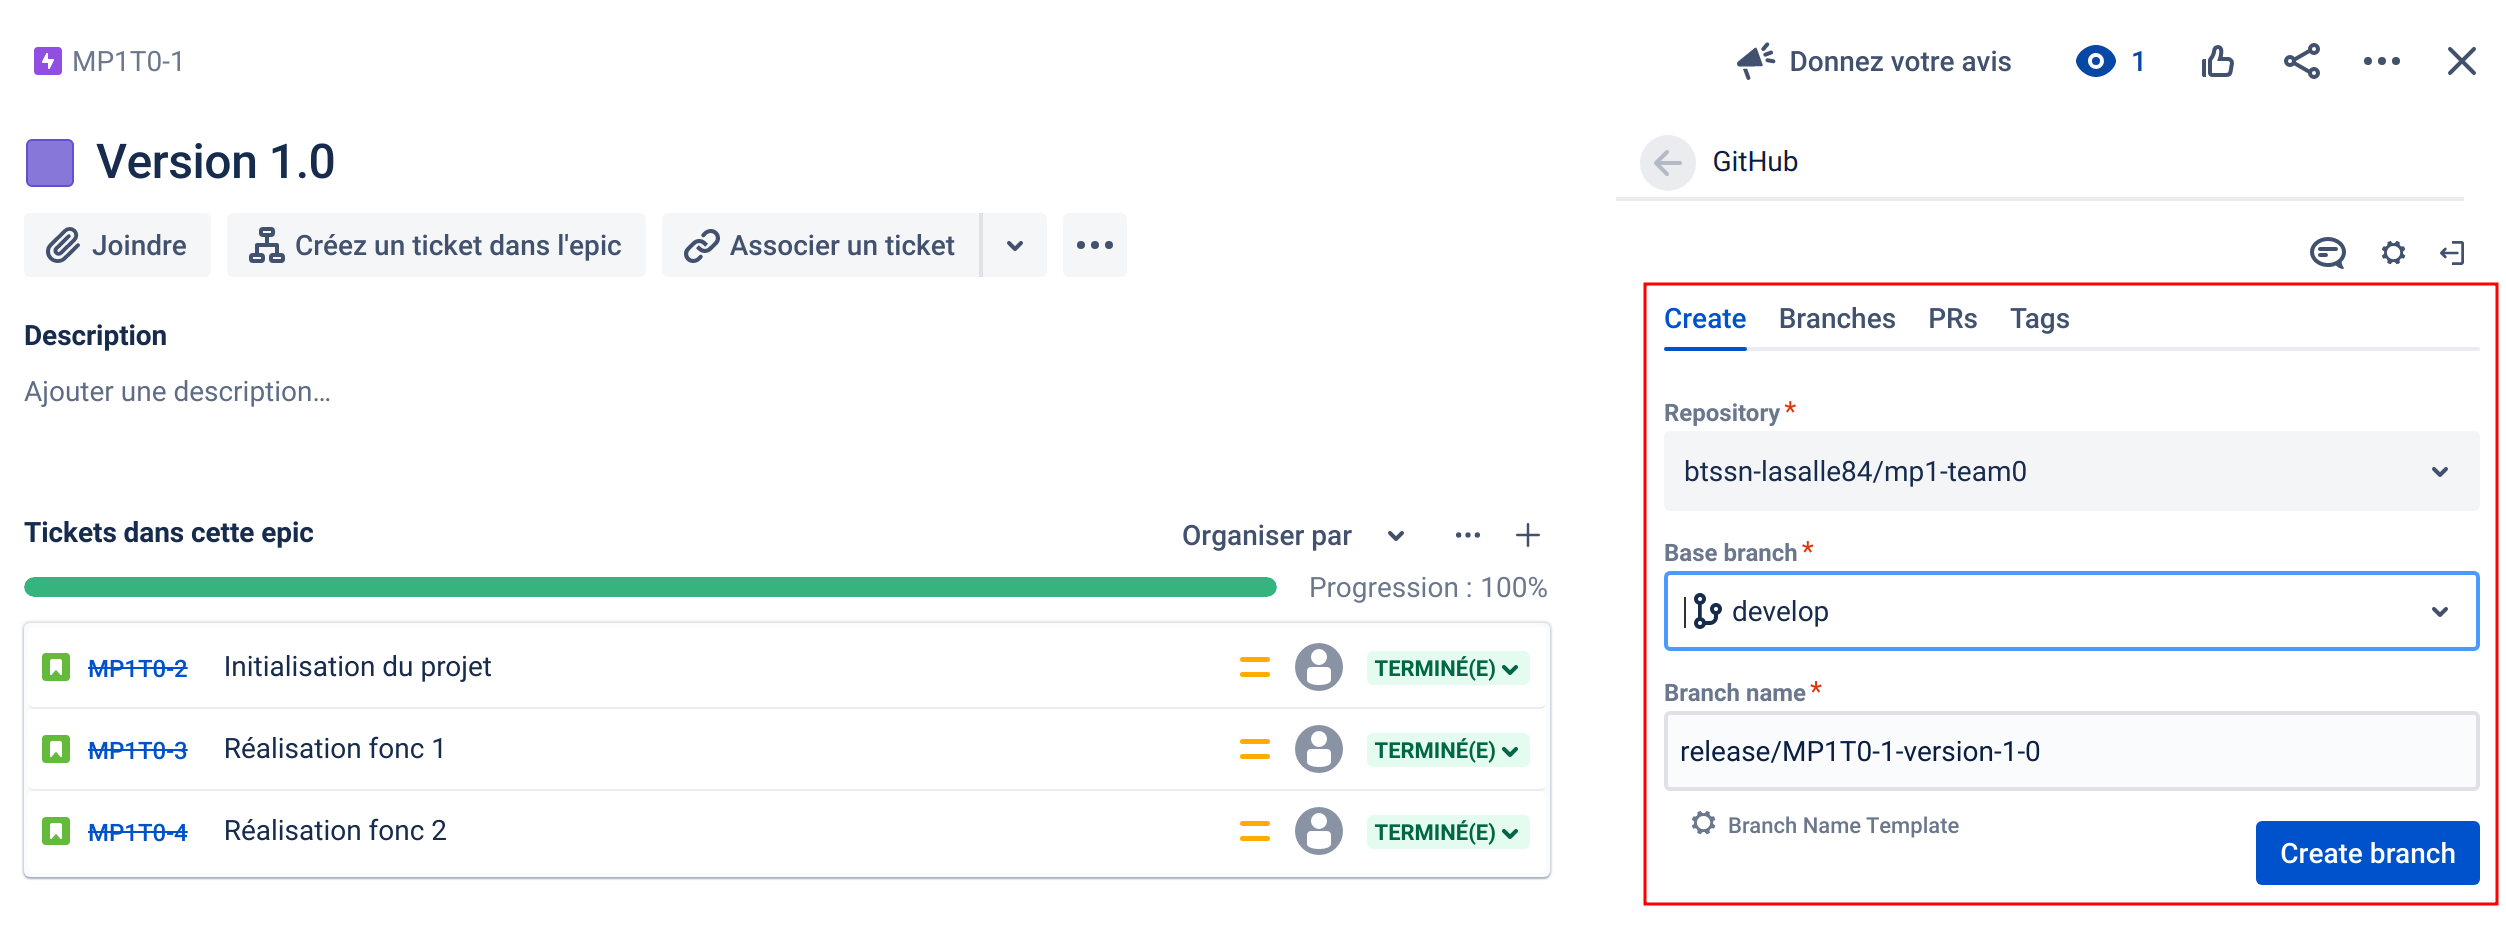 MP1T0-1
Donnez votre avis
1
Version 1.0
GitHub
Joindre
Créez un ticket dans l'epic
Associer un ticket
Description
Ajouter une description...
Create Branches PRs Tags
Repository*
btssn-lasalle84/mp1-team0
Base branch*
develop
Branch name*
release/MP1T0-1-version-1-0
Branch Name Template
Create branch
Tickets dans cette epic
Organiser par
Progression : 100%
MP1T0-2 Initialisation du projet TERMINÉ(E)
MP1T0-3 Réalisation fonc 1 TERMINÉ(E)
MP1T0-4 Réalisation fonc 2 TERMINÉ(E)